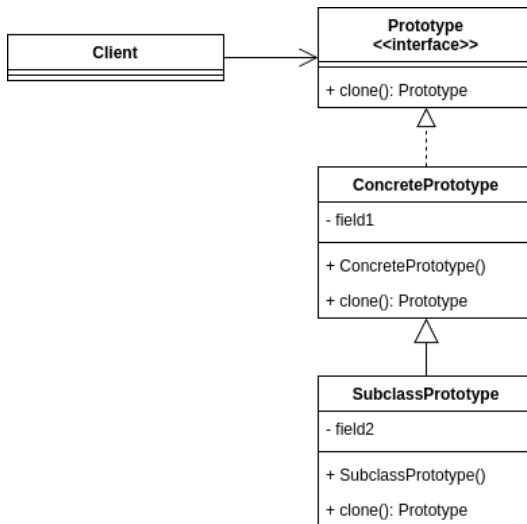 Client
Prototype
<<interface>>
+ clone(): Prototype
ConcretePrototype
- field1
+ ConcretePrototype()
+ clone(): Prototype
SubclassPrototype
- field2
+ SubclassPrototype()
+ clone(): Prototype